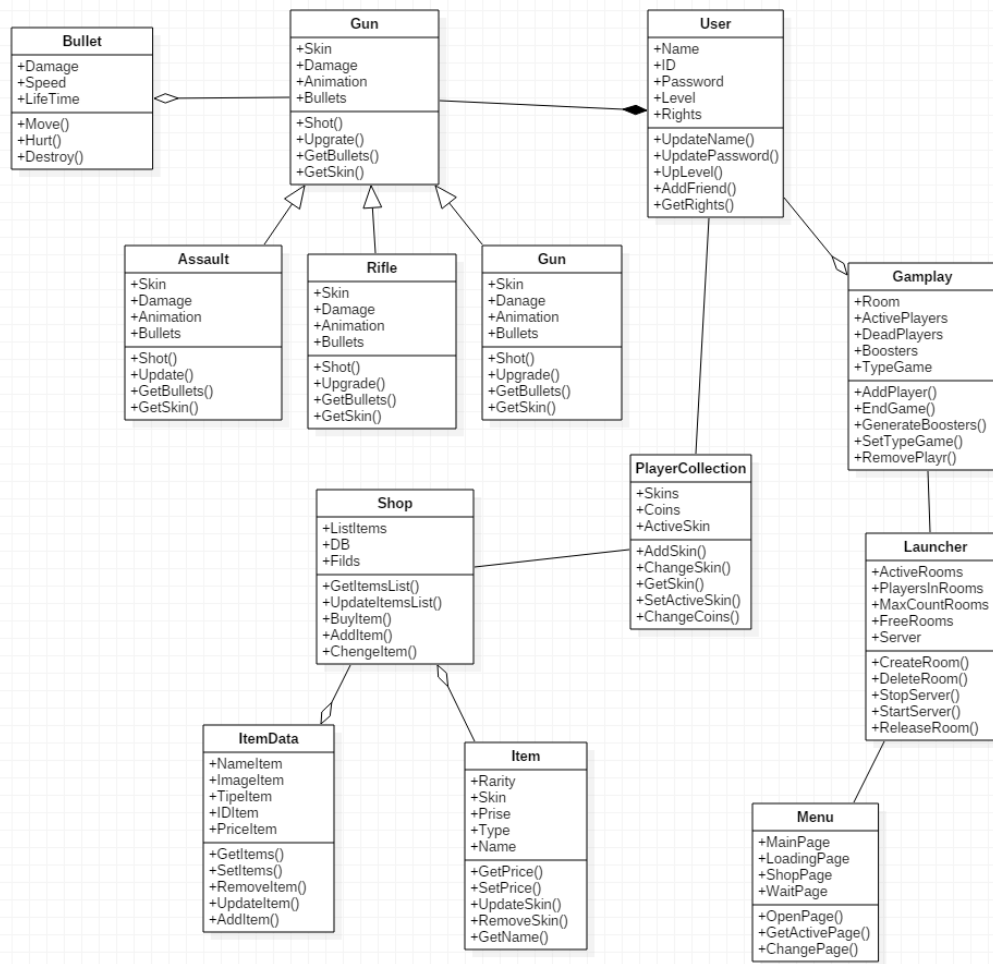 Bullet
+Damage
+Speed
+LifeTime
+Move()
+Hurt()
+Destroy()
Gun
+Skin
+Damage
+Animation
+Bullets
+Shot()
+Upgrate()
+GetBullets()
+GetSkin()
User
+Name
+ID
+Password
+Level
+Rights
+UpdateName()
+UpdatePassword()
+UpLevel()
+AddFriend()
+GetRights()
Assault
+Skin
+Damage
+Animation
+Bullets
+Shot()
+Update()
+GetBullets()
+GetSkin()
Rifle
+Skin
+Damage
+Animation
+Bullets
+Shot()
+Upgrade()
+GetBullets()
+GetSkin()
Gun
+Skin
+Danage
+Animation
+Bullets
+Shot()
+Upgrade()
+GetBullets()
+GetSkin()
Gamplay
+Room
+ActivePlayers
+DeadPlayers
+Boosters
+TypeGame
+AddPlayer()
+EndGame()
+GenerateBoosters()
+SetTypeGame()
+RemovePlayr()
PlayerCollection
+Skins
+Coins
+ActiveSkin
+AddSkin()
+ChangeSkin()
+GetSkin()
+SetActiveSkin()
+ChangeCoins()
Shop
+ListItems
+DB
+Filds
+GetItemsList()
+UpdateItemsList()
+BuyItem()
+AddItem()
+ChengeItem()
Launcher
+ActiveRooms
+PlayersInRooms
+MaxCountRooms
+FreeRooms
+Server
+CreateRoom()
+DeleteRoom()
+StopServer()
+StartServer()
+ReleaseRoom()
ItemData
+NameItem
+ImageItem
+TipeItem
+IDItem
+PriceItem
+GetItems()
+SetItems()
+RemoveItem()
+UpdateItem()
+AddItem()
Item
+Rarity
+Skin
+Prise
+Type
+Name
+GetPrice()
+SetPrice()
+UpdateSkin()
+RemoveSkin()
+GetName()
Menu
+MainPage
+LoadingPage
+ShopPage
+WaitPage
+OpenPage()
+GetActivePage()
+ChangePage()